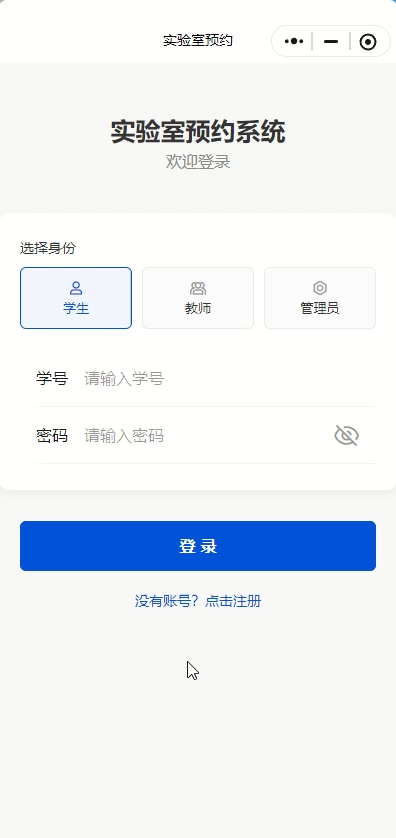 实验室预约
实验室预约系统
欢迎登录
选择身份
学生 教师 管理员
学号 请输入学号
密码 请输入密码
登 录
没有账号？点击注册